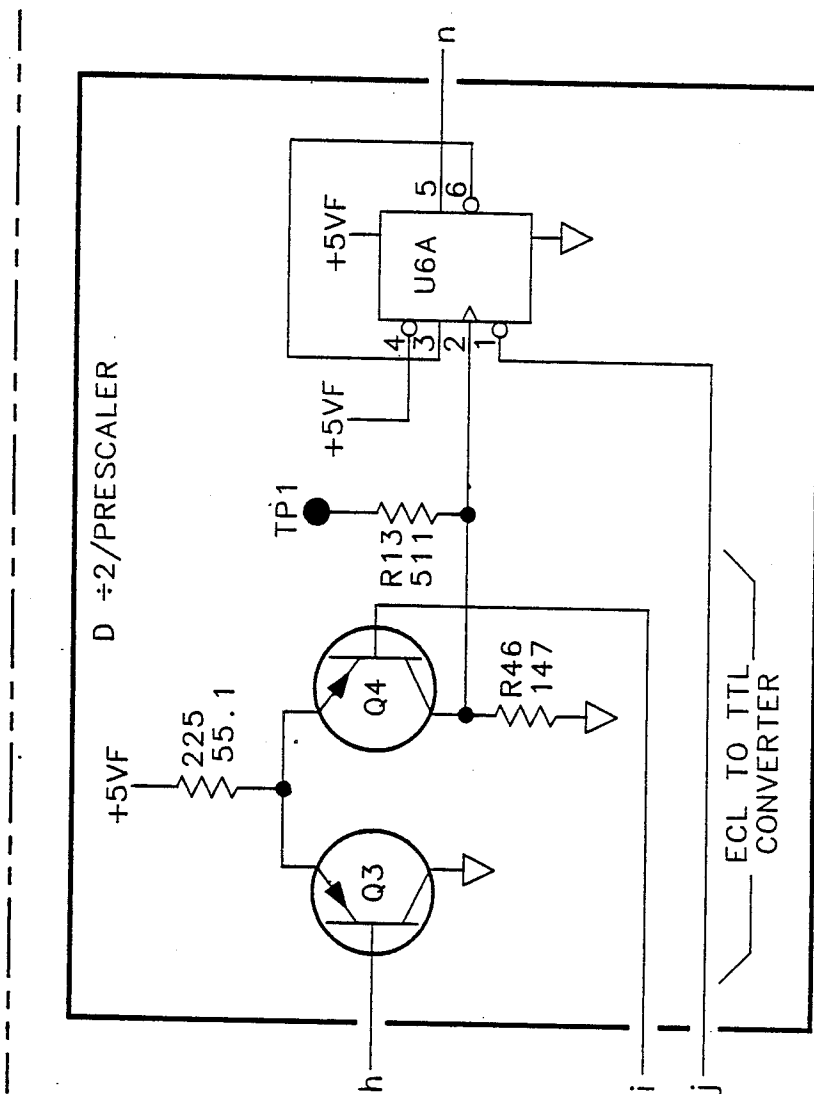 D ÷2/PRESCALER
+5VF
225
55.1
Q3
Q4
R46
147
TP1
R13
511
+5VF
+5VF
U6A
4
3
2
1
5
6
n
h
i
j
ECL TO TTL
CONVERTER